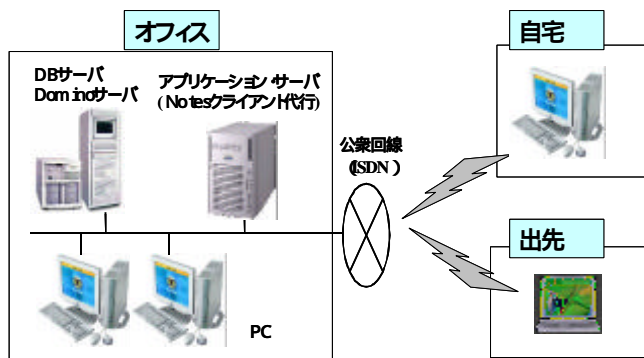 オフィス
DBサーバ
Dominoサーバ
アプリケーション・サーバ
(Notesクライアント代行)
公衆回線
(ISDN)
自宅
出先
PC